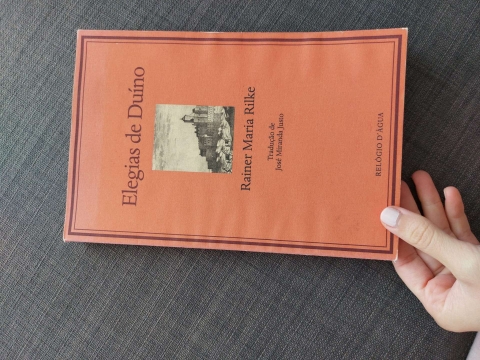 Elegias de Duíno
Rainer Maria Rilke
Tradução de
José Miranda Justo
RELÓGIO D'ÁGUA